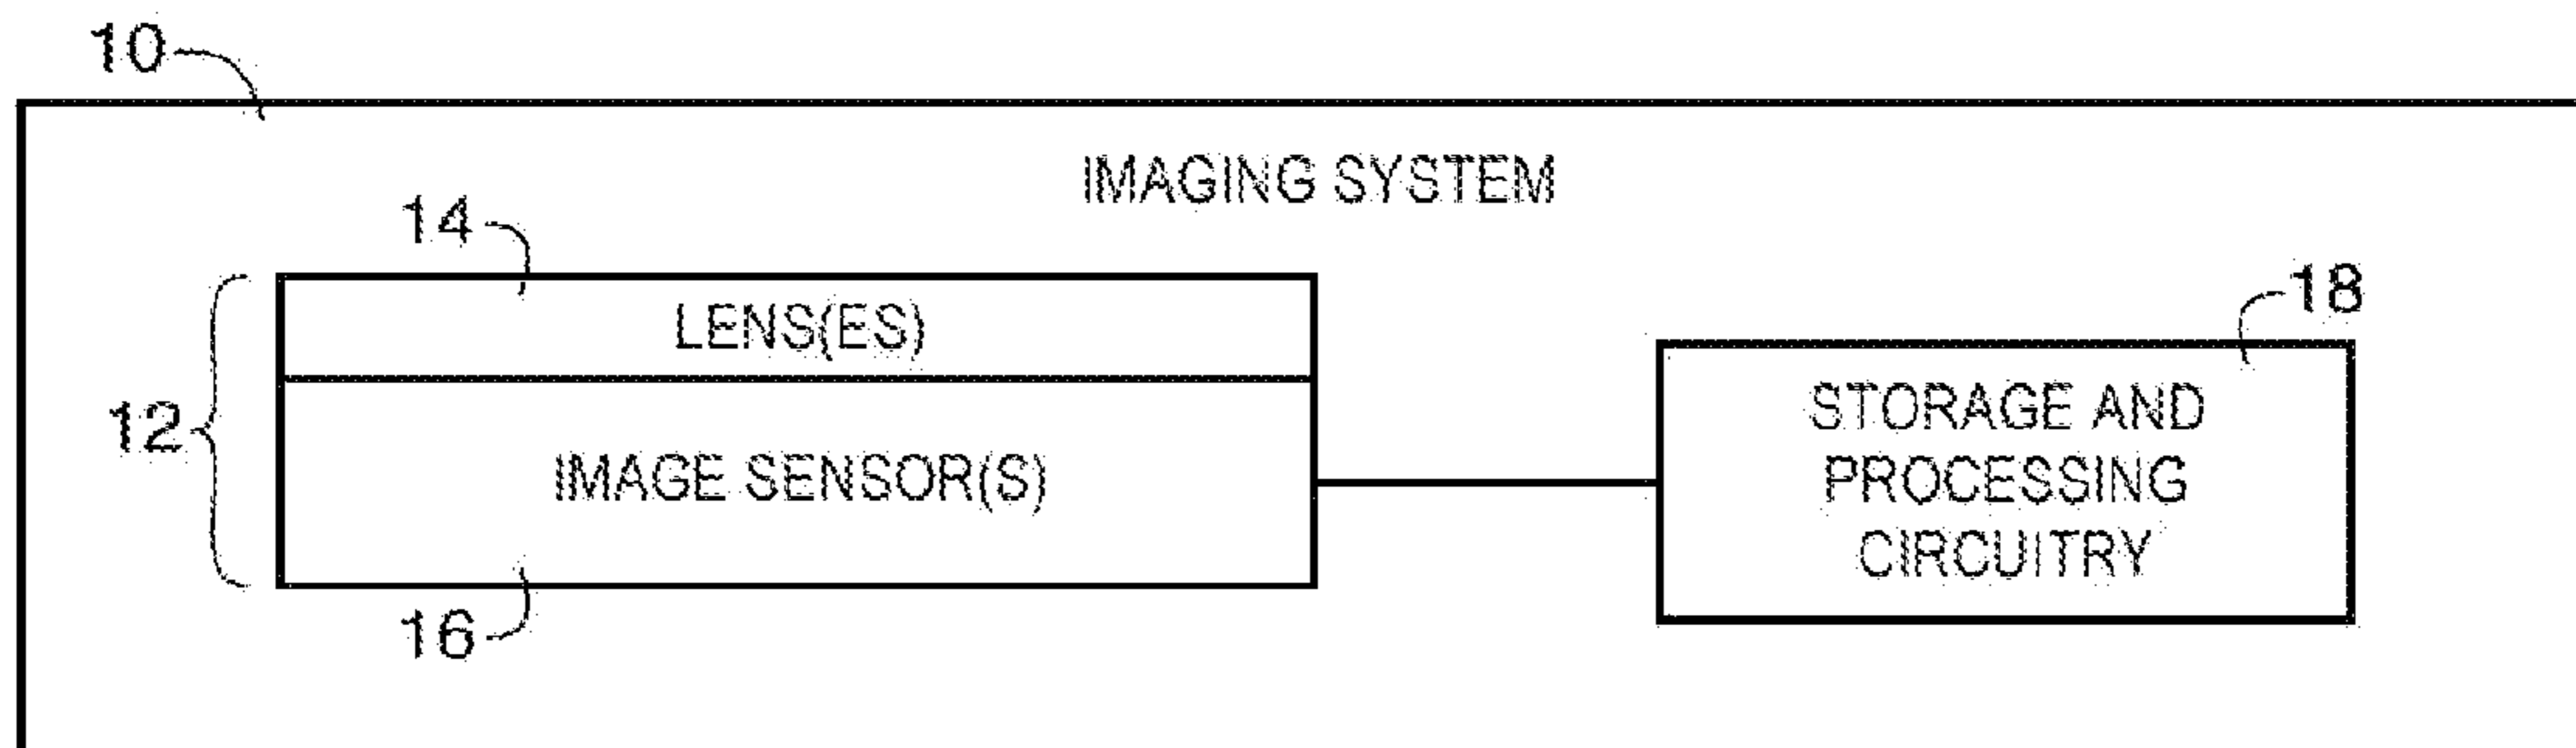 10
IMAGING SYSTEM
14
LENS(ES)
12
IMAGE SENSOR(S)
16
18
STORAGE AND
PROCESSING
CIRCUITRY